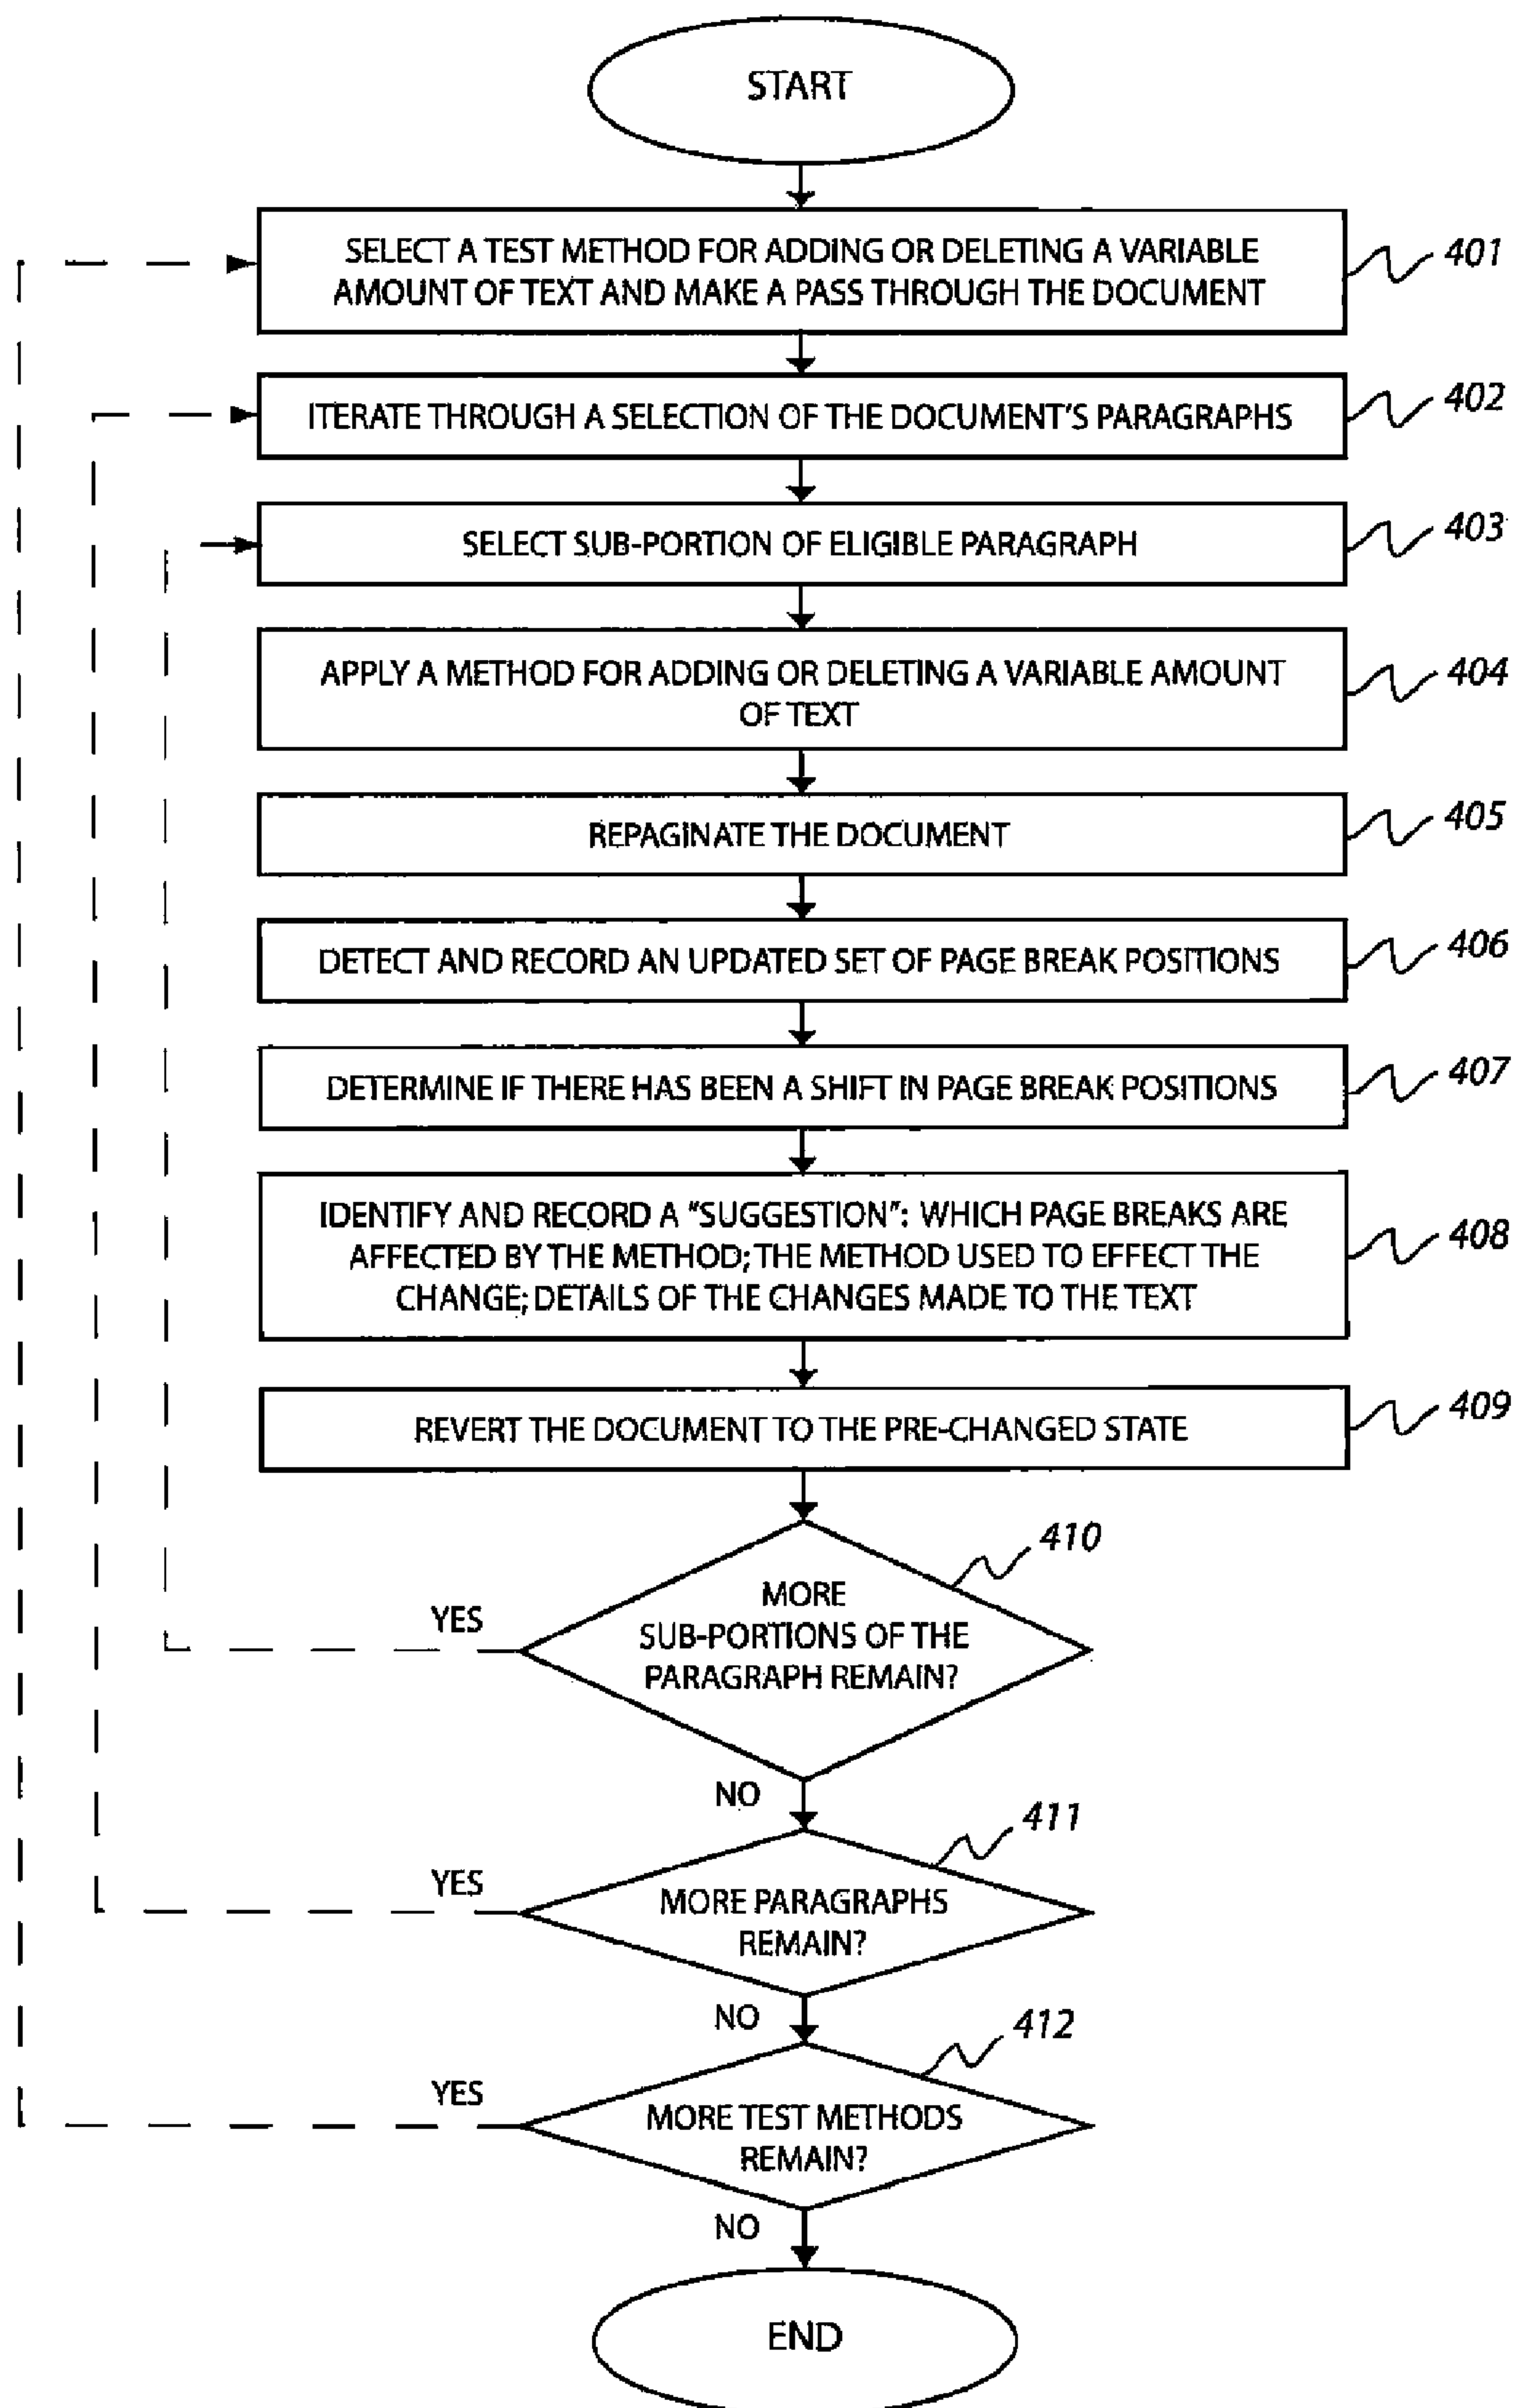 START
SELECT A TEST METHOD FOR ADDING OR DELETING A VARIABLE
AMOUNT OF TEXT AND MAKE A PASS THROUGH THE DOCUMENT
401
ITERATE THROUGH A SELECTION OF THE DOCUMENT'S PARAGRAPHS
402
SELECT SUB-PORTION OF ELIGIBLE PARAGRAPH
403
APPLY A METHOD FOR ADDING OR DELETING A VARIABLE AMOUNT
OF TEXT
404
REPAGINATE THE DOCUMENT
405
DETECT AND RECORD AN UPDATED SET OF PAGE BREAK POSITIONS
406
DETERMINE IF THERE HAS BEEN A SHIFT IN PAGE BREAK POSITIONS
407
IDENTIFY AND RECORD A "SUGGESTION": WHICH PAGE BREAKS ARE
AFFECTED BY THE METHOD; THE METHOD USED TO EFFECT THE
CHANGE; DETAILS OF THE CHANGES MADE TO THE TEXT
408
REVERT THE DOCUMENT TO THE PRE-CHANGED STATE
409
410
MORE
SUB-PORTIONS OF THE
PARAGRAPH REMAIN?
YES
NO
411
MORE PARAGRAPHS
REMAIN?
YES
NO
412
MORE TEST METHODS
REMAIN?
YES
NO
END